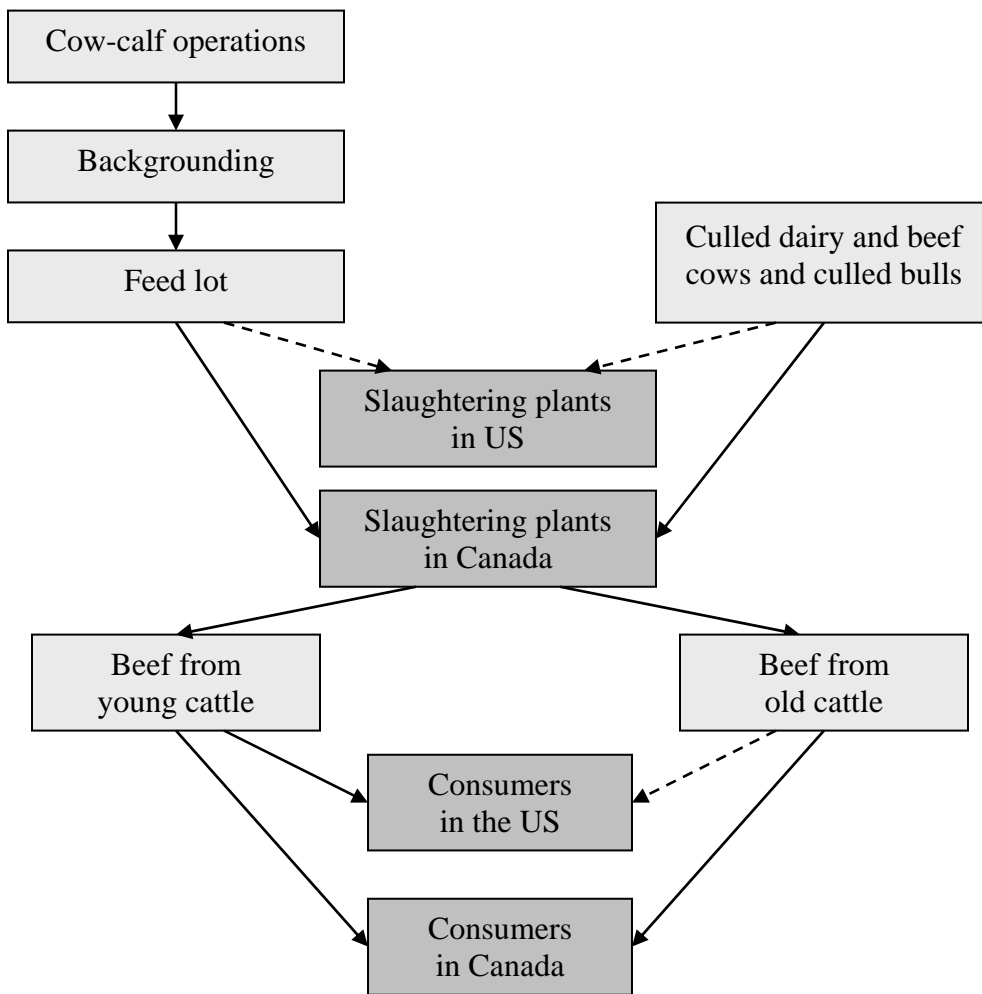 Cow-calf operations
Backgrounding
Feed lot
Culled dairy and beef
cows and culled bulls
Slaughtering plants
in US
Slaughtering plants
in Canada
Beef from
young cattle
Beef from
old cattle
Consumers
in the US
Consumers
in Canada